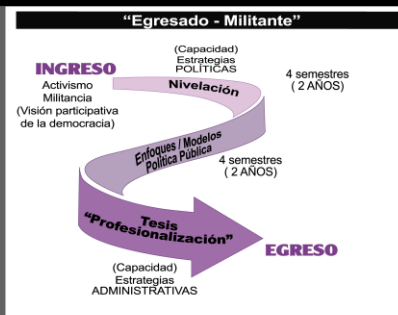 “Egresado - Militante”
(Capacidad)
Estrategias
POLÍTICAS
INGRESO
Activismo
Militancia
(Visión participativa
de la democracia)
Nivelación
4 semestres
( 2 AÑOS)
Enfoques / Modelos
Política Pública
4 semestres
( 2 AÑOS)
Tesis
“Profesionalización”
EGRESO
(Capacidad)
Estrategias
ADMINISTRATIVAS